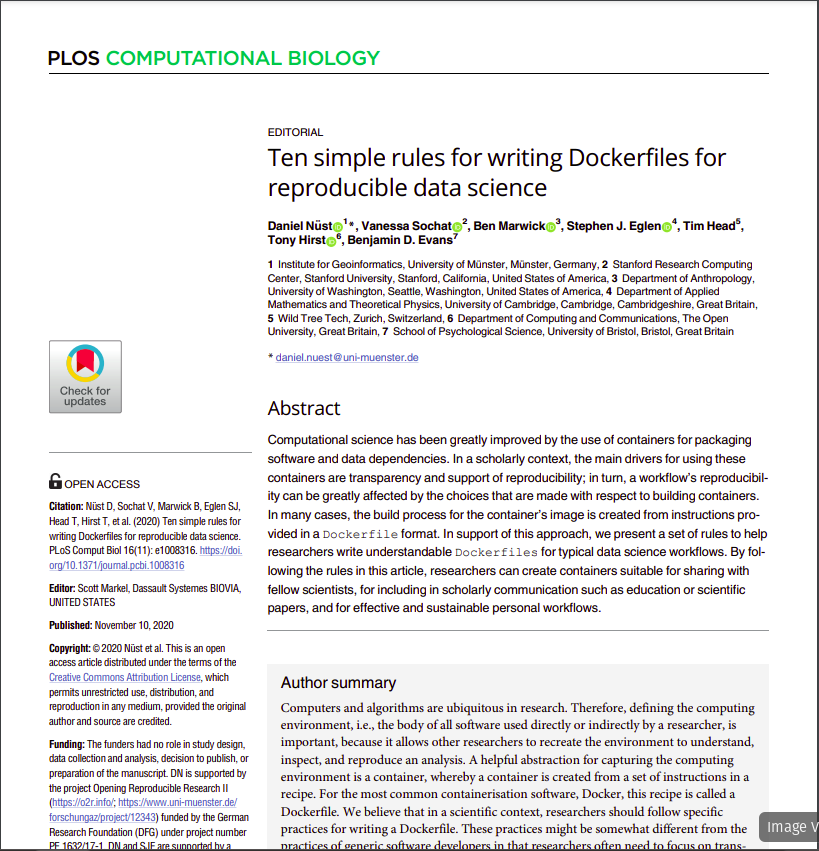 PLOS COMPUTATIONAL BIOLOGY
EDITORIAL
Ten simple rules for writing Dockerfiles for
reproducible data science
Daniel Nüst1*, Vanessa Sochat2, Ben Marwick3, Stephen J. Eglen4, Tim Head5,
Tony Hirst6, Benjamin D. Evans7
1 Institute for Geoinformatics, University of Münster, Münster, Germany, 2 Stanford Research Computing
Center, Stanford University, Stanford, California, United States of America, 3 Department of Anthropology,
University of Washington, Seattle, Washington, United States of America, 4 Department of Applied
Mathematics and Theoretical Physics, University of Cambridge, Cambridge, Cambridgeshire, Great Britain,
5 Wild Tree Tech, Zurich, Switzerland, 6 Department of Computing and Communications, The Open
University, Great Britain, 7 School of Psychological Science, University of Bristol, Bristol, Great Britain
* daniel.nuest@uni-muenster.de
Abstract
Computational science has been greatly improved by the use of containers for packaging
software and data dependencies. In a scholarly context, the main drivers for using these
containers are transparency and support of reproducibility; in turn, a workflow's reproducibil-
ity can be greatly affected by the choices that are made with respect to building containers.
In many cases, the build process for the container's image is created from instructions pro-
vided in a Dockerfile format. In support of this approach, we present a set of rules to help
researchers write understandable Dockerfiles for typical data science workflows. By fol-
lowing the rules in this article, researchers can create containers suitable for sharing with
fellow scientists, for including in scholarly communication such as education or scientific
papers, and for effective and sustainable personal workflows.
Author summary
Computers and algorithms are ubiquitous in research. Therefore, defining the computing
environment, i.e., the body of all software used directly or indirectly by a researcher, is
important, because it allows other researchers to recreate the environment to understand,
inspect, and reproduce an analysis. A helpful abstraction for capturing the computing
environment is a container, whereby a container is created from a set of instructions in a
recipe. For the most common containerisation software, Docker, this recipe is called a
Dockerfile. We believe that in a scientific context, researchers should follow specific
practices for writing a Dockerfile. These practices might be somewhat different from the
practices of generic software developers in that researchers often need to focus on trans-
Check for
updates
OPEN ACCESS
Citation: Nüst D, Sochat V, Marwick B, Eglen SJ,
Head T, Hirst T, et al. (2020) Ten simple rules for
writing Dockerfiles for reproducible data science.
PLoS Comput Biol 16(11): e1008316. https://doi.
org/10.1371/journal.pcbi.1008316
Editor: Scott Markel, Dassault Systemes BIOVIA,
UNITED STATES
Published: November 10, 2020
Copyright: © 2020 Nüst et al. This is an open
access article distributed under the terms of the
Creative Commons Attribution License, which
permits unrestricted use, distribution, and
reproduction in any medium, provided the original
author and source are credited.
Funding: The funders had no role in study design,
data collection and analysis, decision to publish, or
preparation of the manuscript. DN is supported by
the project Opening Reproducible Research II
(https://o2r.info/; https://www.uni-muenster.de/
forschungaz/project/12343) funded by the German
Research Foundation (DFG) under project number
PE 1632/17-1. DN and SJE are supported by a
Image V